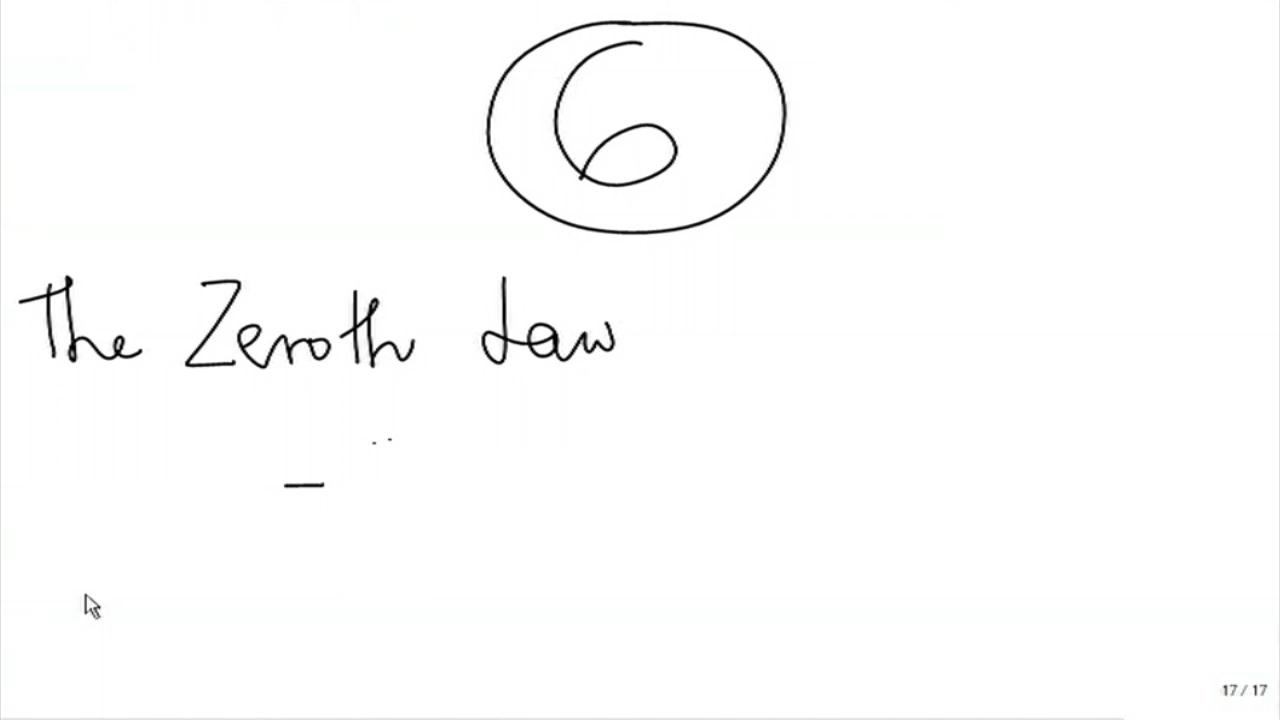 6
The Zeroth Law
–
17 / 17